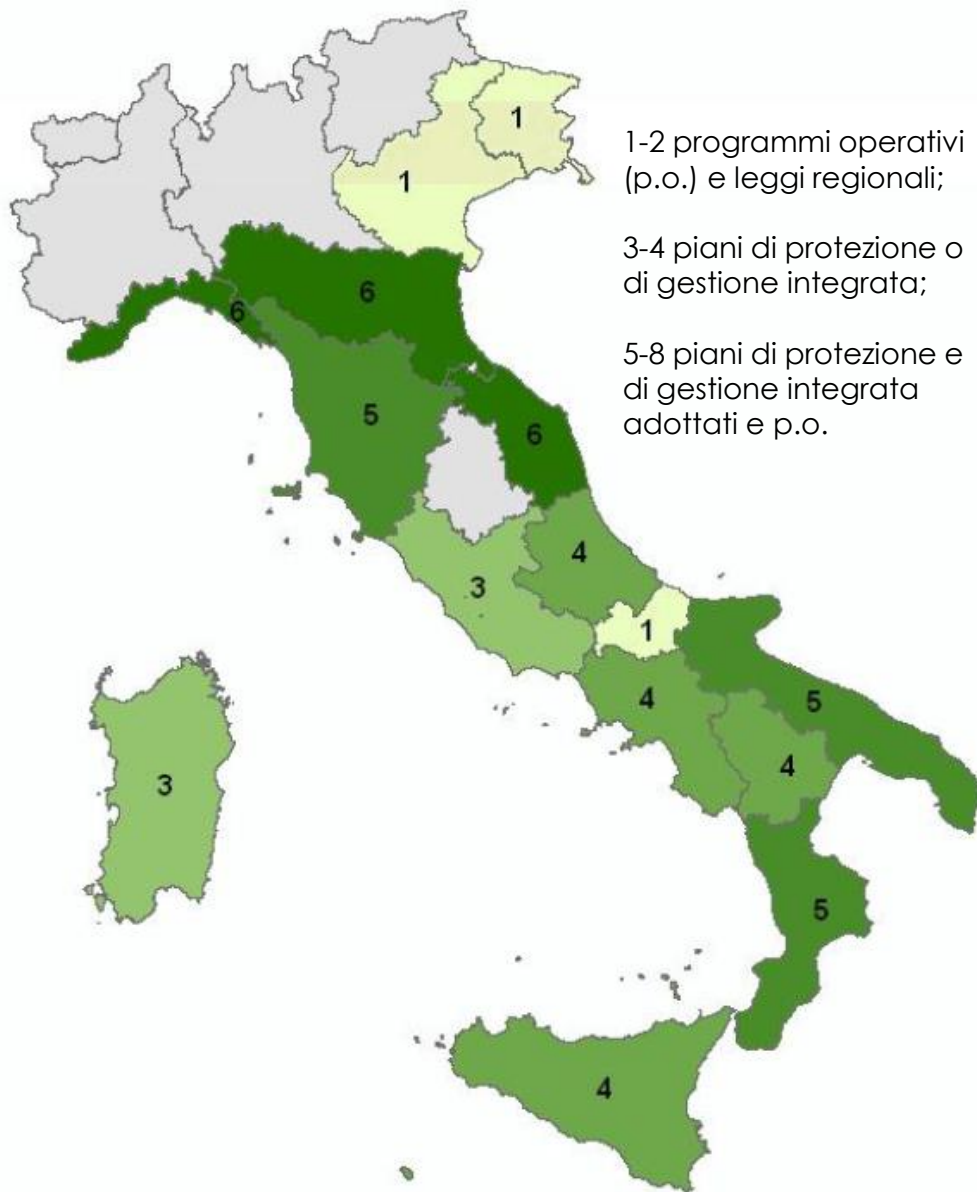 1
1
1-2 programmi operativi
(p.o.) e leggi regionali;
3-4 piani di protezione o
di gestione integrata;
5-8 piani di protezione e
di gestione integrata
adottati e p.o.
6
6
5
6
4
3
1
4
5
4
3
5
4